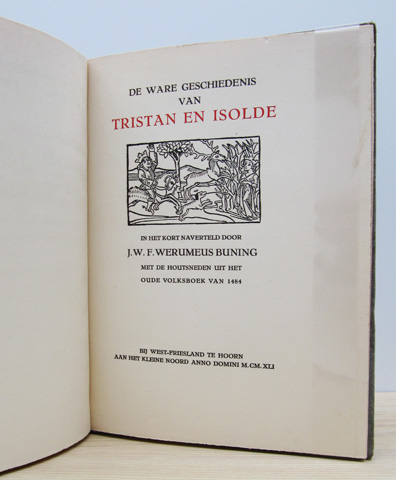 DE WARE GESCHIEDENIS
VAN
TRISTAN EN ISOLDE
IN HET KORT NAVERTELD DOOR
J.W.F. WERUMEUS BUNING
MET DE HOUTSNEDEN UIT HET
OUDE VOLKSBOEK VAN 1484
BIJ WEST-FRIESLAND TE HOORN
AAN HET KLEINE NOORD ANNO DOMINI M.CM.XLI